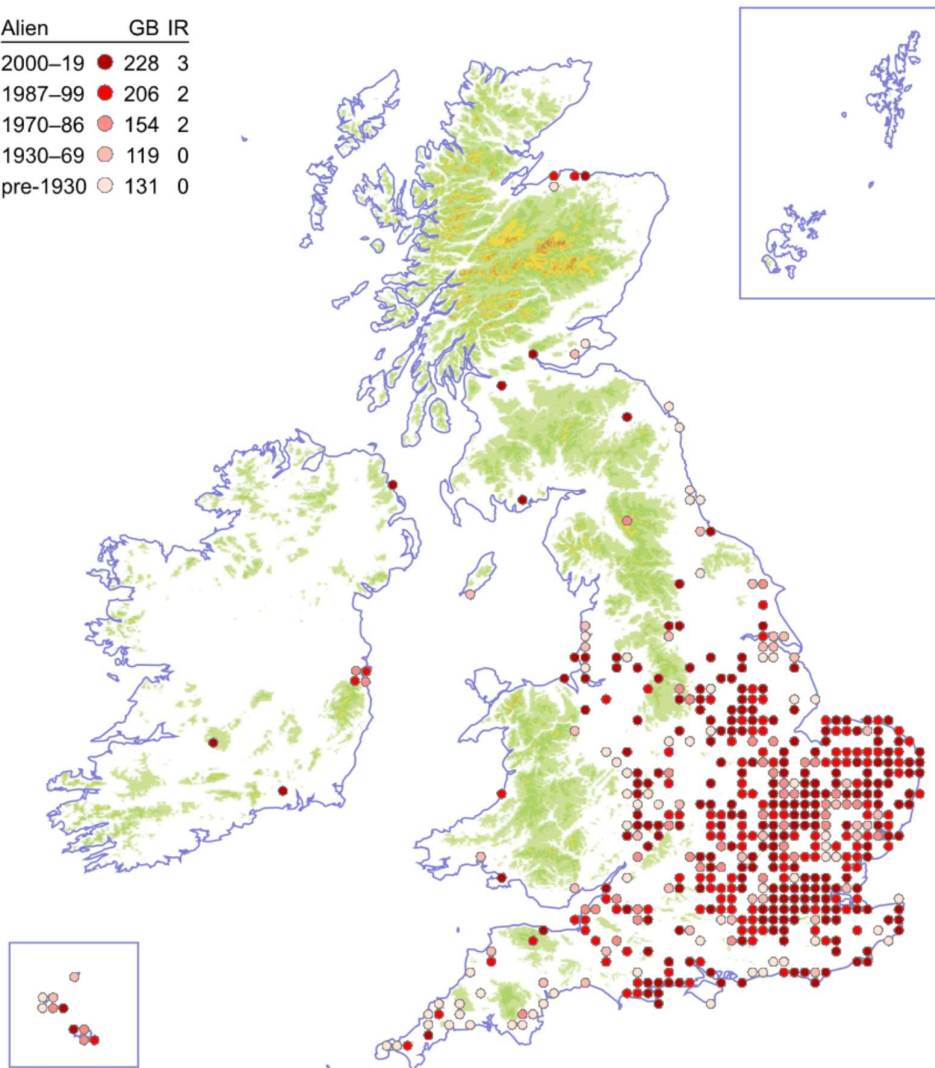 Alien GB IR
2000–19 228 3
1987–99 206 2
1970–86 154 2
1930–69 119 0
pre-1930 131 0